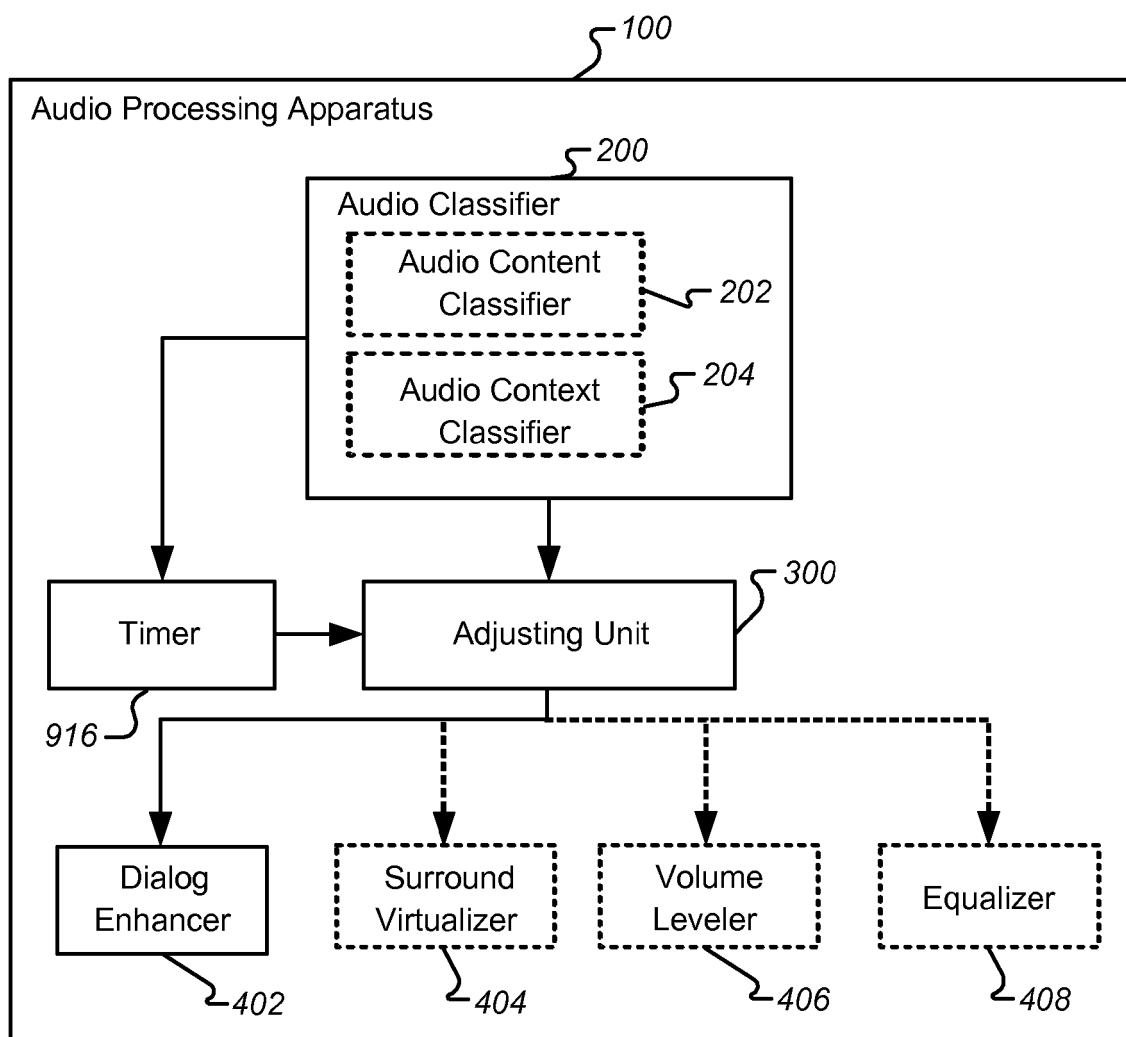 100
Audio Processing Apparatus
200
Audio Classifier
Audio Content
Classifier
202
Audio Context
Classifier
204
Timer
916
Adjusting Unit
300
Dialog
Enhancer
402
Surround
Virtualizer
404
Volume
Leveler
406
Equalizer
408